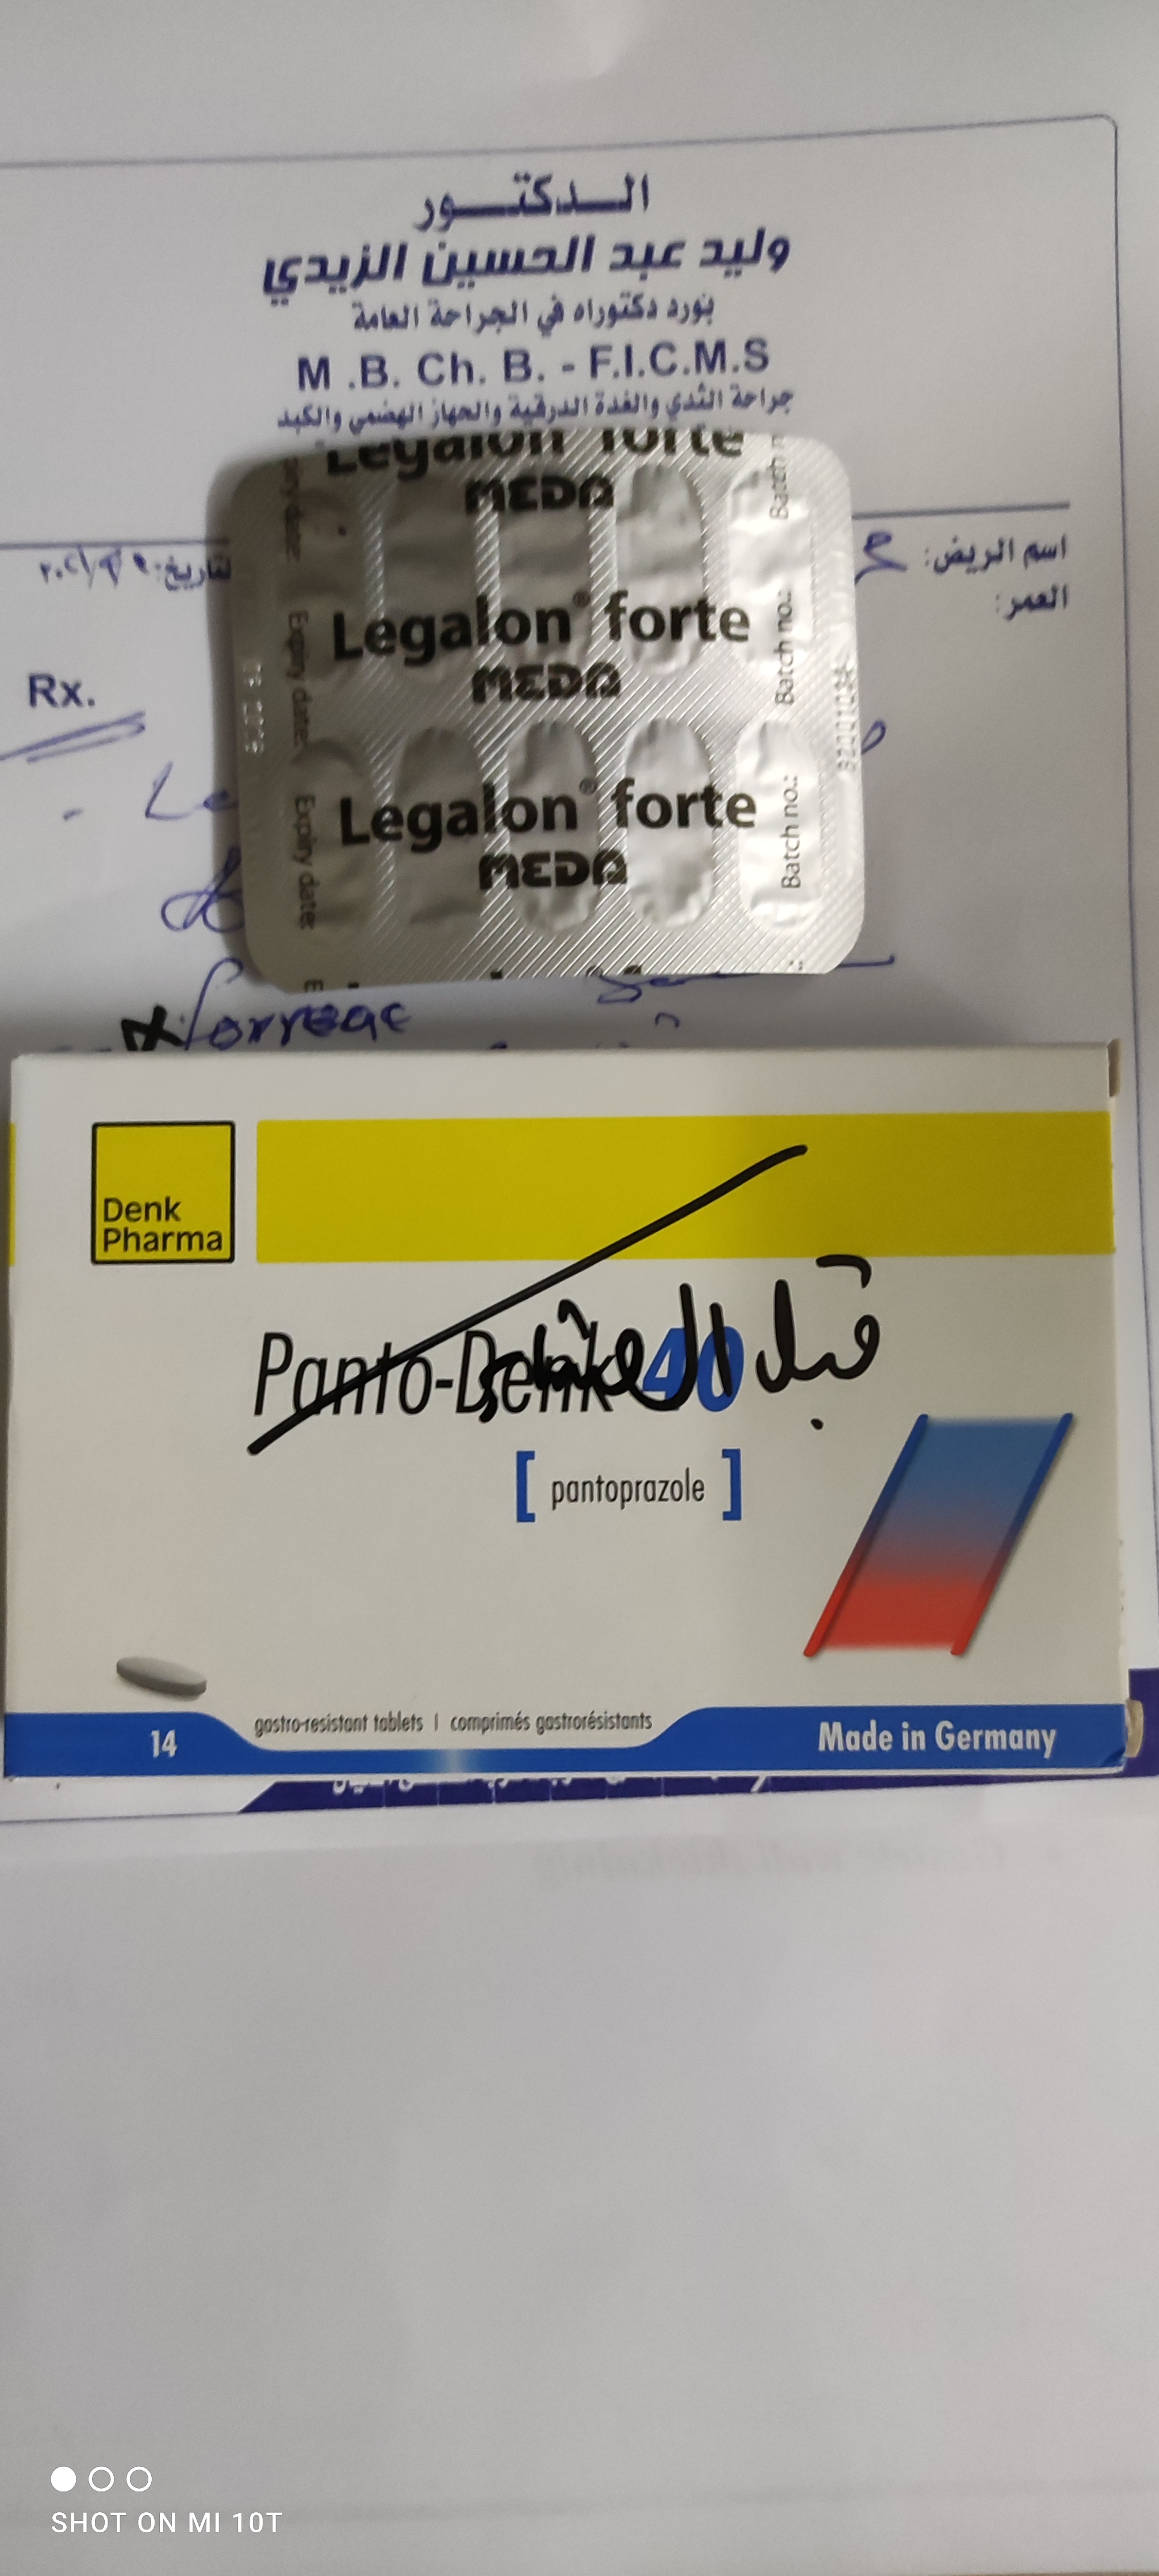 الدكتور
وليد عبد الحسين الزيدي
بورد دكتوراه في الجراحة العامة
M .B. Ch. B. - F.I.C.M.S
جراحة الثدي والغدة الدرقية والجهاز الهضمي والكبد
اسم المريض:
التاريخ:
العمر:
Rx.
Legalon forte
MEDA
Legalon® forte
MEDA
Legalon® forte
MEDA
Expiry date:
Expiry date:
Batch no.:
Batch no.:
Denk
Pharma
Panto-Denk 40
قبل العشاء
[ pantoprazole ]
14
gastro-resistant tablets | comprimés gastrorésistants
Made in Germany
SHOT ON MI 10T